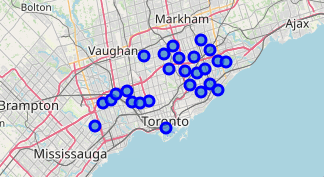 Bolton
Markham
Ajax
Vaughan
Brampton
Toronto
Mississauga